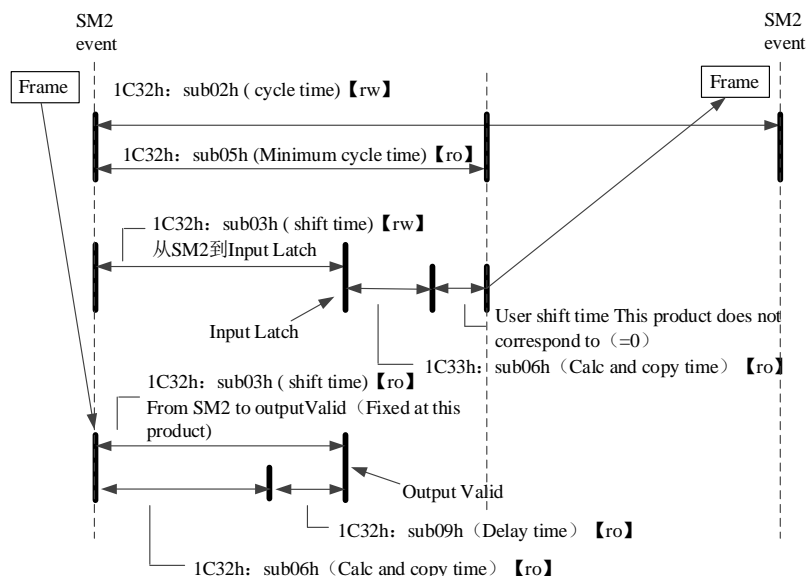 SM2
event
SM2
event
Frame
Frame
1C32h：sub02h ( cycle time)【rw】
1C32h：sub05h (Minimum cycle time)【ro】
1C32h：sub03h ( shift time)【rw】
从SM2到Input Latch
Input Latch
User shift time This product does not
correspond to（=0）
1C33h：sub06h（Calc and copy time）【ro】
1C32h：sub03h ( shift time)【ro】
From SM2 to outputValid（Fixed at this
product)
Output Valid
1C32h：sub09h（Delay time）【ro】
1C32h：sub06h（Calc and copy time）【ro】